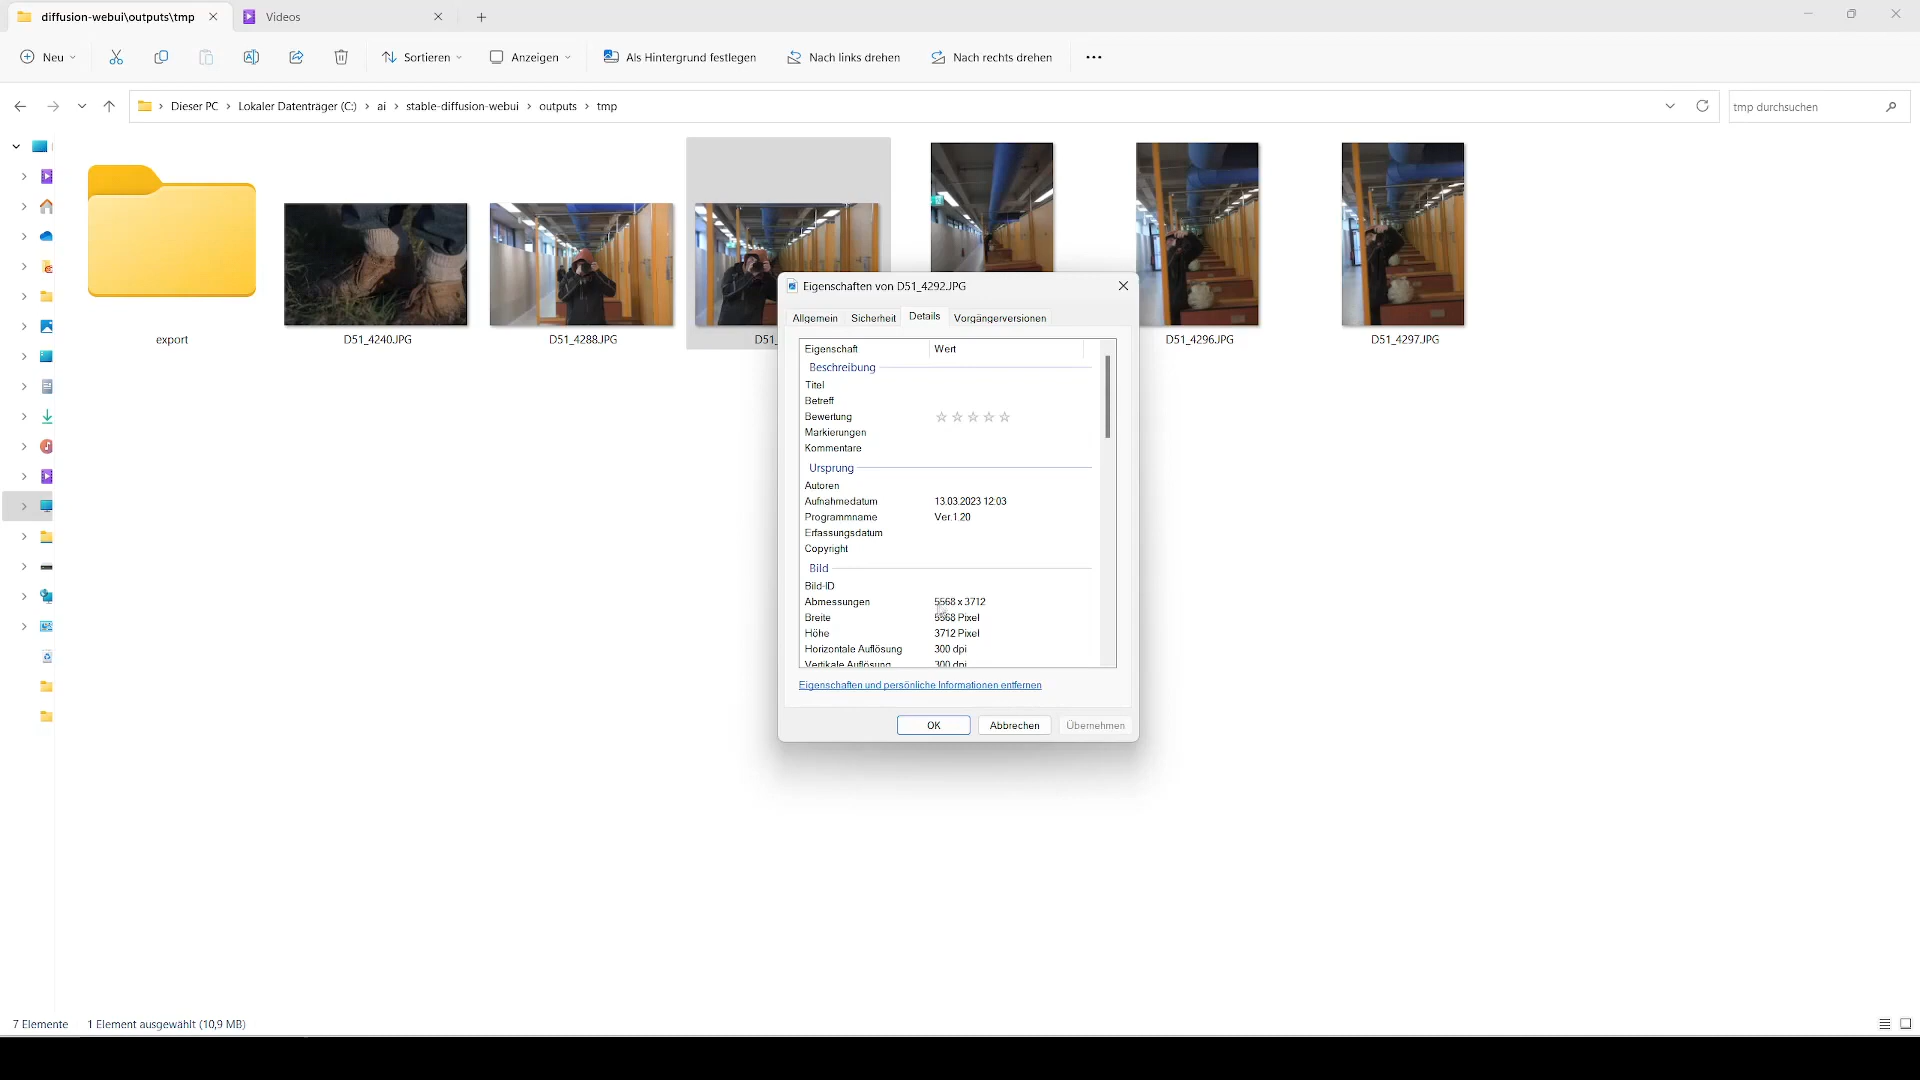 diffusion-webui\outputs\tmp
Videos
Neu
Sortieren
Anzeigen
Als Hintergrund festlegen
Nach links drehen
Nach rechts drehen
Dieser PC > Lokaler Datenträger (C:) > ai > stable-diffusion-webui > outputs > tmp
tmp durchsuchen
export
D51_4240.JPG
D51_4288.JPG
D51_
D51_4296.JPG
D51_4297.JPG
Eigenschaften von D51_4292.JPG
Allgemein Sicherheit Details Vorgängerversionen
Eigenschaft Wert
Beschreibung
Titel
Betreff
Bewertung
Markierungen
Kommentare
Ursprung
Autoren
Aufnahmedatum 13.03.2023 12:03
Programmname Ver.1.20
Erfassungsdatum
Copyright
Bild
Bild-ID
Abmessungen 5568 x 3712
Breite 5568 Pixel
Höhe 3712 Pixel
Horizontale Auflösung 300 dpi
Vertikale Auflösung 300 dpi
Eigenschaften und persönliche Informationen entfernen
OK Abbrechen Übernehmen
7 Elemente 1 Element ausgewählt (10,9 MB)